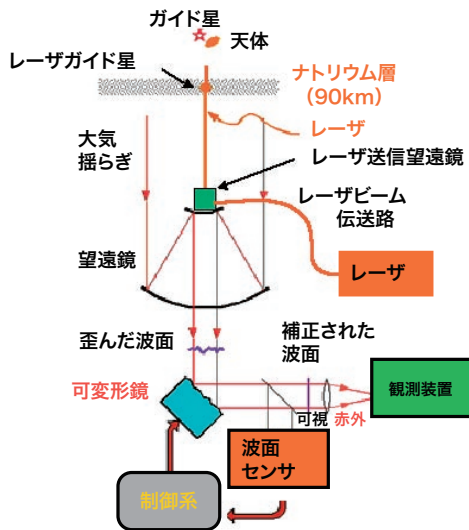 ガイド星
天体
レーザガイド星
ナトリウム層
（90km）
レーザ
大気
揺らぎ
レーザ送信望遠鏡
レーザビーム
伝送路
望遠鏡
レーザ
歪んだ波面
補正された
波面
可変形鏡
観測装置
可視
赤外
波面
センサ
制御系